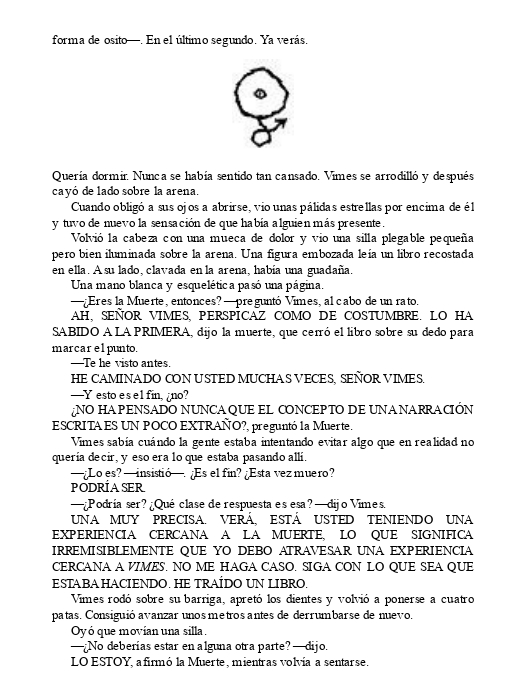 forma de osito—. En el último segundo. Ya verás.
Quería dormir. Nunca se había sentido tan cansado. Vimes se arrodilló y después
cayó de lado sobre la arena.
Cuando obligó a sus ojos a abrirse, vio unas pálidas estrellas por encima de él
y tuvo de nuevo la sensación de que había alguien más presente.
Volvió la cabeza con una mueca de dolor y vio una silla plegable pequeña
pero bien iluminada sobre la arena. Una figura embozada leía un libro recostada
en ella. A su lado, clavada en la arena, había una guadaña.
Una mano blanca y esquelética pasó una página.
—¿Eres la Muerte, entonces? —preguntó Vimes, al cabo de un rato.
AH, SEÑOR VIMES, PERSPICAZ COMO DE COSTUMBRE. LO HA
SABIDO A LA PRIMERA, dijo la muerte, que cerró el libro sobre su dedo para
marcar el punto.
—Te he visto antes.
HE CAMINADO CON USTED MUCHAS VECES, SEÑOR VIMES.
—Y esto es el fin, ¿no?
¿NO HA PENSADO NUNCA QUE EL CONCEPTO DE UNA NARRACIÓN
ESCRITA ES UN POCO EXTRAÑO?, preguntó la Muerte.
Vimes sabía cuándo la gente estaba intentando evitar algo que en realidad no
quería decir, y eso era lo que estaba pasando allí.
—¿Lo es? —insistió—. ¿Es el fin? ¿Esta vez muero?
PODRÍA SER.
—¿Podría ser? ¿Qué clase de respuesta es esa? —dijo Vimes.
UNA MUY PRECISA. VERÁ, ESTÁ USTED TENIENDO UNA
EXPERIENCIA CERCANA A LA MUERTE, LO QUE SIGNIFICA
IRREMISIBLEMENTE QUE YO DEBO ATRAVESAR UNA EXPERIENCIA
CERCANA A VIMES. NO ME HAGA CASO. SIGA CON LO QUE SEA QUE
ESTABA HACIENDO. HE TRAÍDO UN LIBRO.
Vimes rodó sobre su barriga, apretó los dientes y volvió a ponerse a cuatro
patas. Consiguió avanzar unos metros antes de derrumbarse de nuevo.
Oyó que movían una silla.
—¿No deberías estar en alguna otra parte? —dijo.
LO ESTOY, afirmó la Muerte, mientras volvía a sentarse.